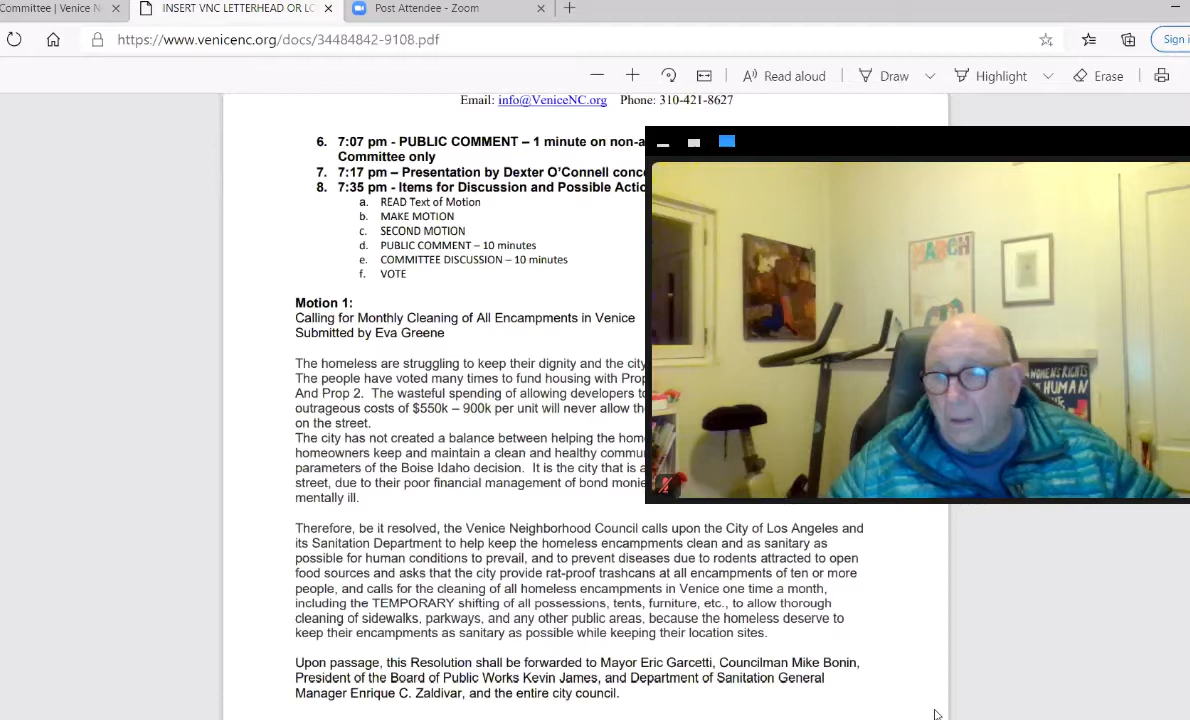 Committee | Venice N
INSERT VNC LETTERHEAD OR LO
Post Attendee - Zoom
https://www.venicenc.org/docs/34484842-9108.pdf
Sign i
Read aloud
Draw
Highlight
Erase
Email: info@VeniceNC.org Phone: 310-421-8627
6. 7:07 pm - PUBLIC COMMENT – 1 minute on non-a
Committee only
7. 7:17 pm – Presentation by Dexter O'Connell conc
8. 7:35 pm - Items for Discussion and Possible Actio
a. READ Text of Motion
b. MAKE MOTION
c. SECOND MOTION
d. PUBLIC COMMENT – 10 minutes
e. COMMITTEE DISCUSSION – 10 minutes
f. VOTE
Motion 1:
Calling for Monthly Cleaning of All Encampments in Venice
Submitted by Eva Greene
The homeless are struggling to keep their dignity and the city
The people have voted many times to fund housing with Prop
And Prop 2. The wasteful spending of allowing developers to
outrageous costs of $550k – 900k per unit will never allow the
on the street.
The city has not created a balance between helping the hom
homeowners keep and maintain a clean and healthy commu
parameters of the Boise Idaho decision. It is the city that is a
street, due to their poor financial management of bond monie
mentally ill.
Therefore, be it resolved, the Venice Neighborhood Council calls upon the City of Los Angeles and
its Sanitation Department to help keep the homeless encampments clean and as sanitary as
possible for human conditions to prevail, and to prevent diseases due to rodents attracted to open
food sources and asks that the city provide rat-proof trashcans at all encampments of ten or more
people, and calls for the cleaning of all homeless encampments in Venice one time a month,
including the TEMPORARY shifting of all possessions, tents, furniture, etc., to allow thorough
cleaning of sidewalks, parkways, and any other public areas, because the homeless deserve to
keep their encampments as sanitary as possible while keeping their location sites.
Upon passage, this Resolution shall be forwarded to Mayor Eric Garcetti, Councilman Mike Bonin,
President of the Board of Public Works Kevin James, and Department of Sanitation General
Manager Enrique C. Zaldivar, and the entire city council.
MARCH
WOMEN'S RIGHTS
HUMAN